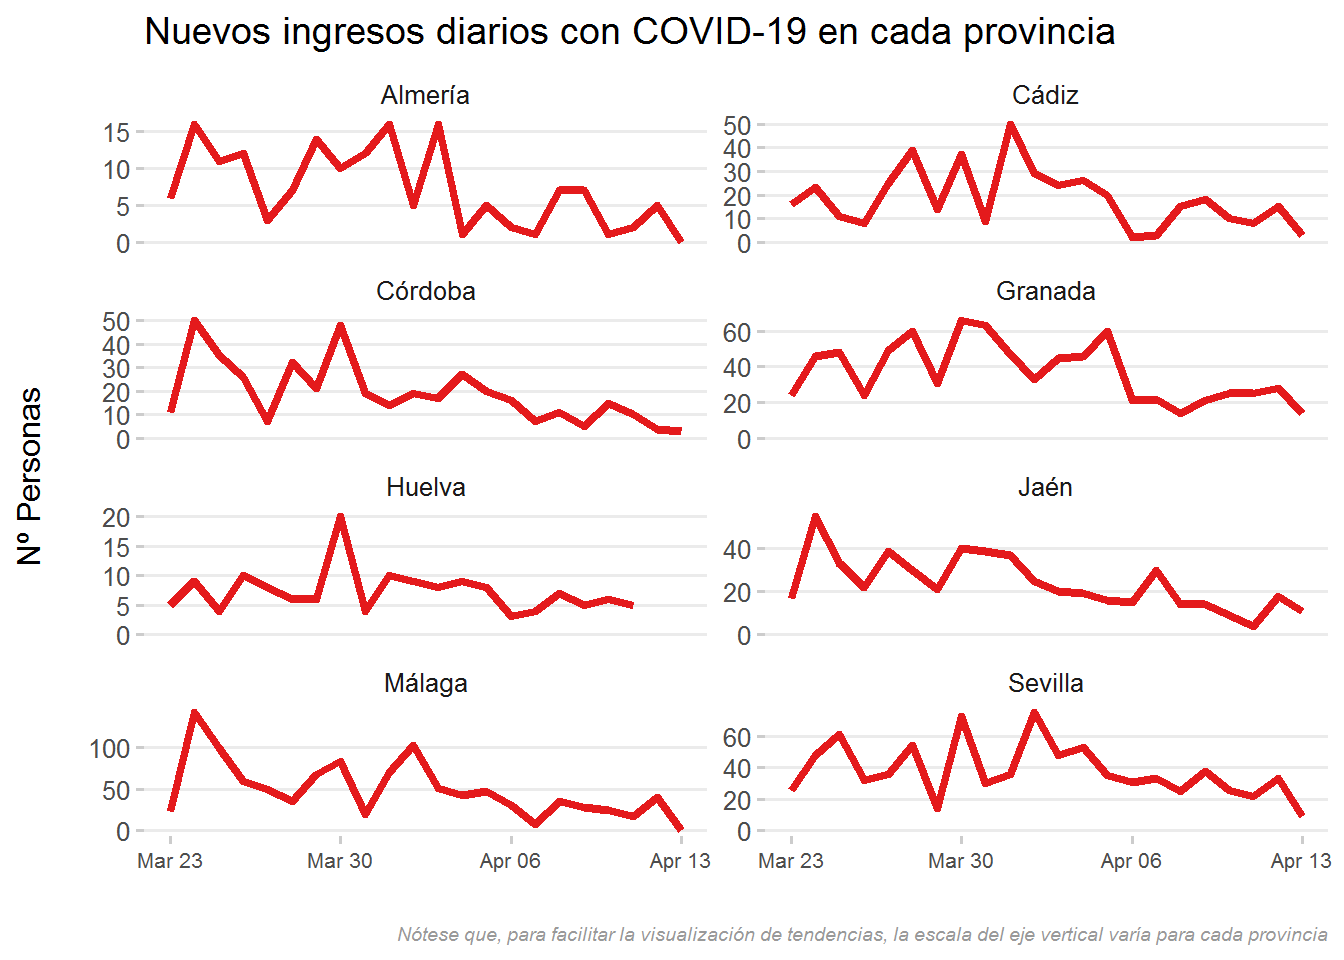 Nuevos ingresos diarios con COVID-19 en cada provincia
Nº Personas
Almería
15
10
5
0
Cádiz
50
40
30
20
10
0
Córdoba
50
40
30
20
10
0
Granada
60
40
20
0
Huelva
20
15
10
5
0
Jaén
40
20
0
Málaga
100
50
0
Mar 23 Mar 30 Apr 06 Apr 13
Sevilla
60
40
20
0
Mar 23 Mar 30 Apr 06 Apr 13
Nótese que, para facilitar la visualización de tendencias, la escala del eje vertical varía para cada provincia